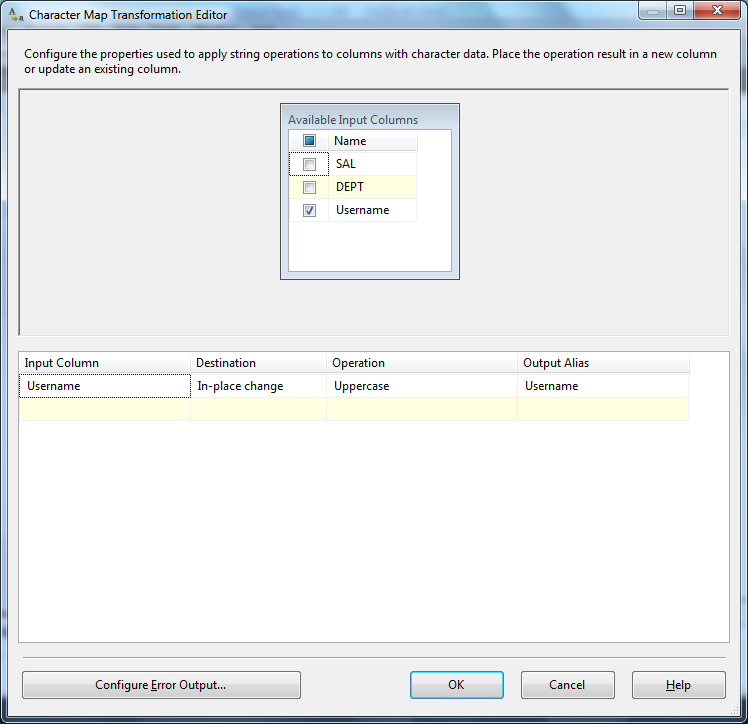 Character Map Transformation Editor
Configure the properties used to apply string operations to columns with character data. Place the operation result in a new column
or update an existing column.
Available Input Columns
Name
SAL
DEPT
Username
Input Column Destination Operation Output Alias
Username In-place change Uppercase Username
Configure Error Output... OK Cancel Help